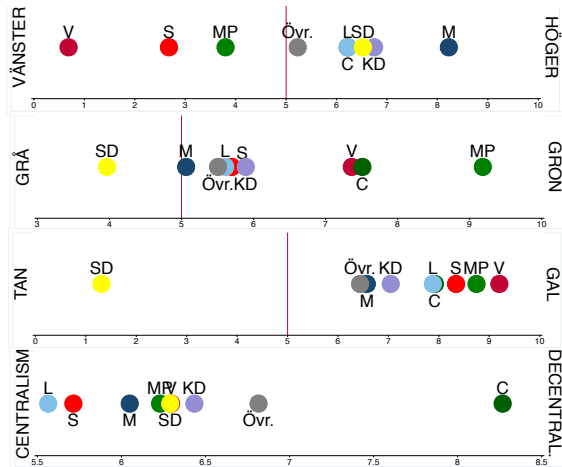 VÄNSTER
V S MP Övr. L SD M
C KD
HÖGER
0 1 2 3 4 5 6 7 8 9 10
GRÅ
SD M L S V MP
Övr. KD C
GRON
3 4 5 6 7 8 9 10
TAN
SD Övr. KD L S MP V
M C
GAL
0 1 2 3 4 5 6 7 8 9 10
CENTRALISM
L MP V KD C
S M SD Övr.
DECENTRAL.
5.5 6 6.5 7 7.5 8 8.5